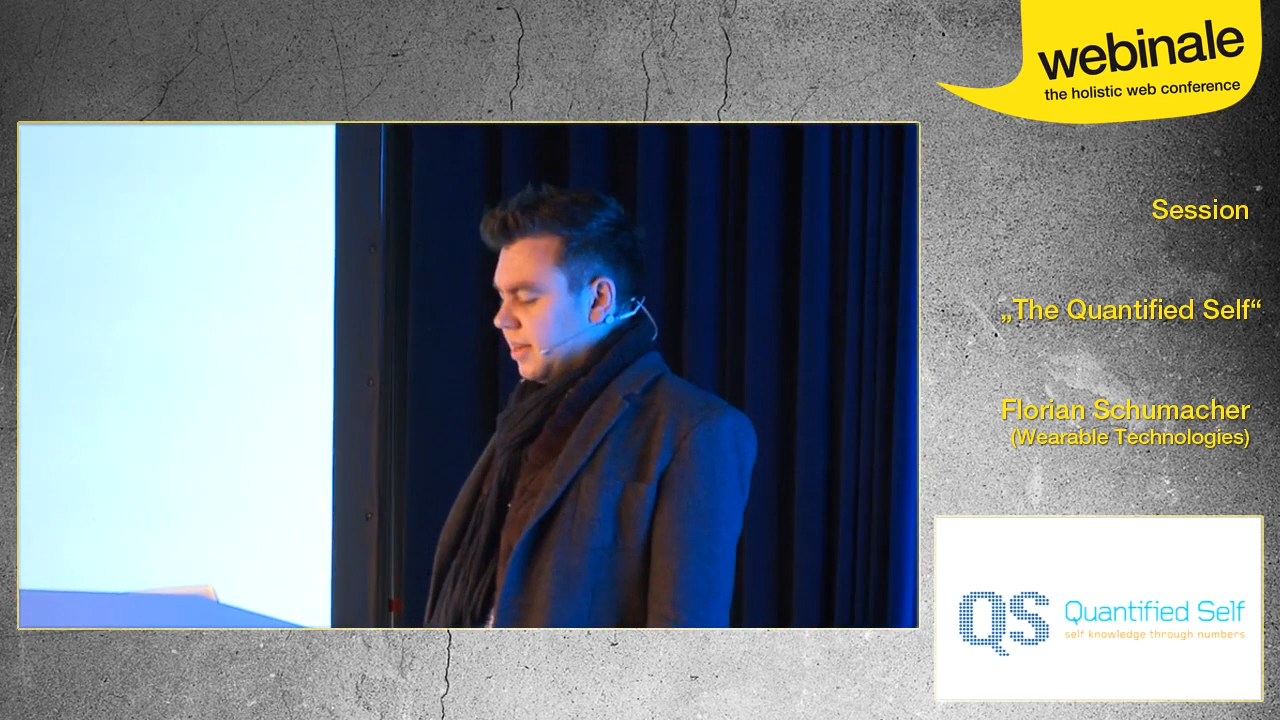 webinale
the holistic web conference
Session
„The Quantified Self“
Florian Schumacher
(Wearable Technologies)
QS Quantified Self
self knowledge through numbers